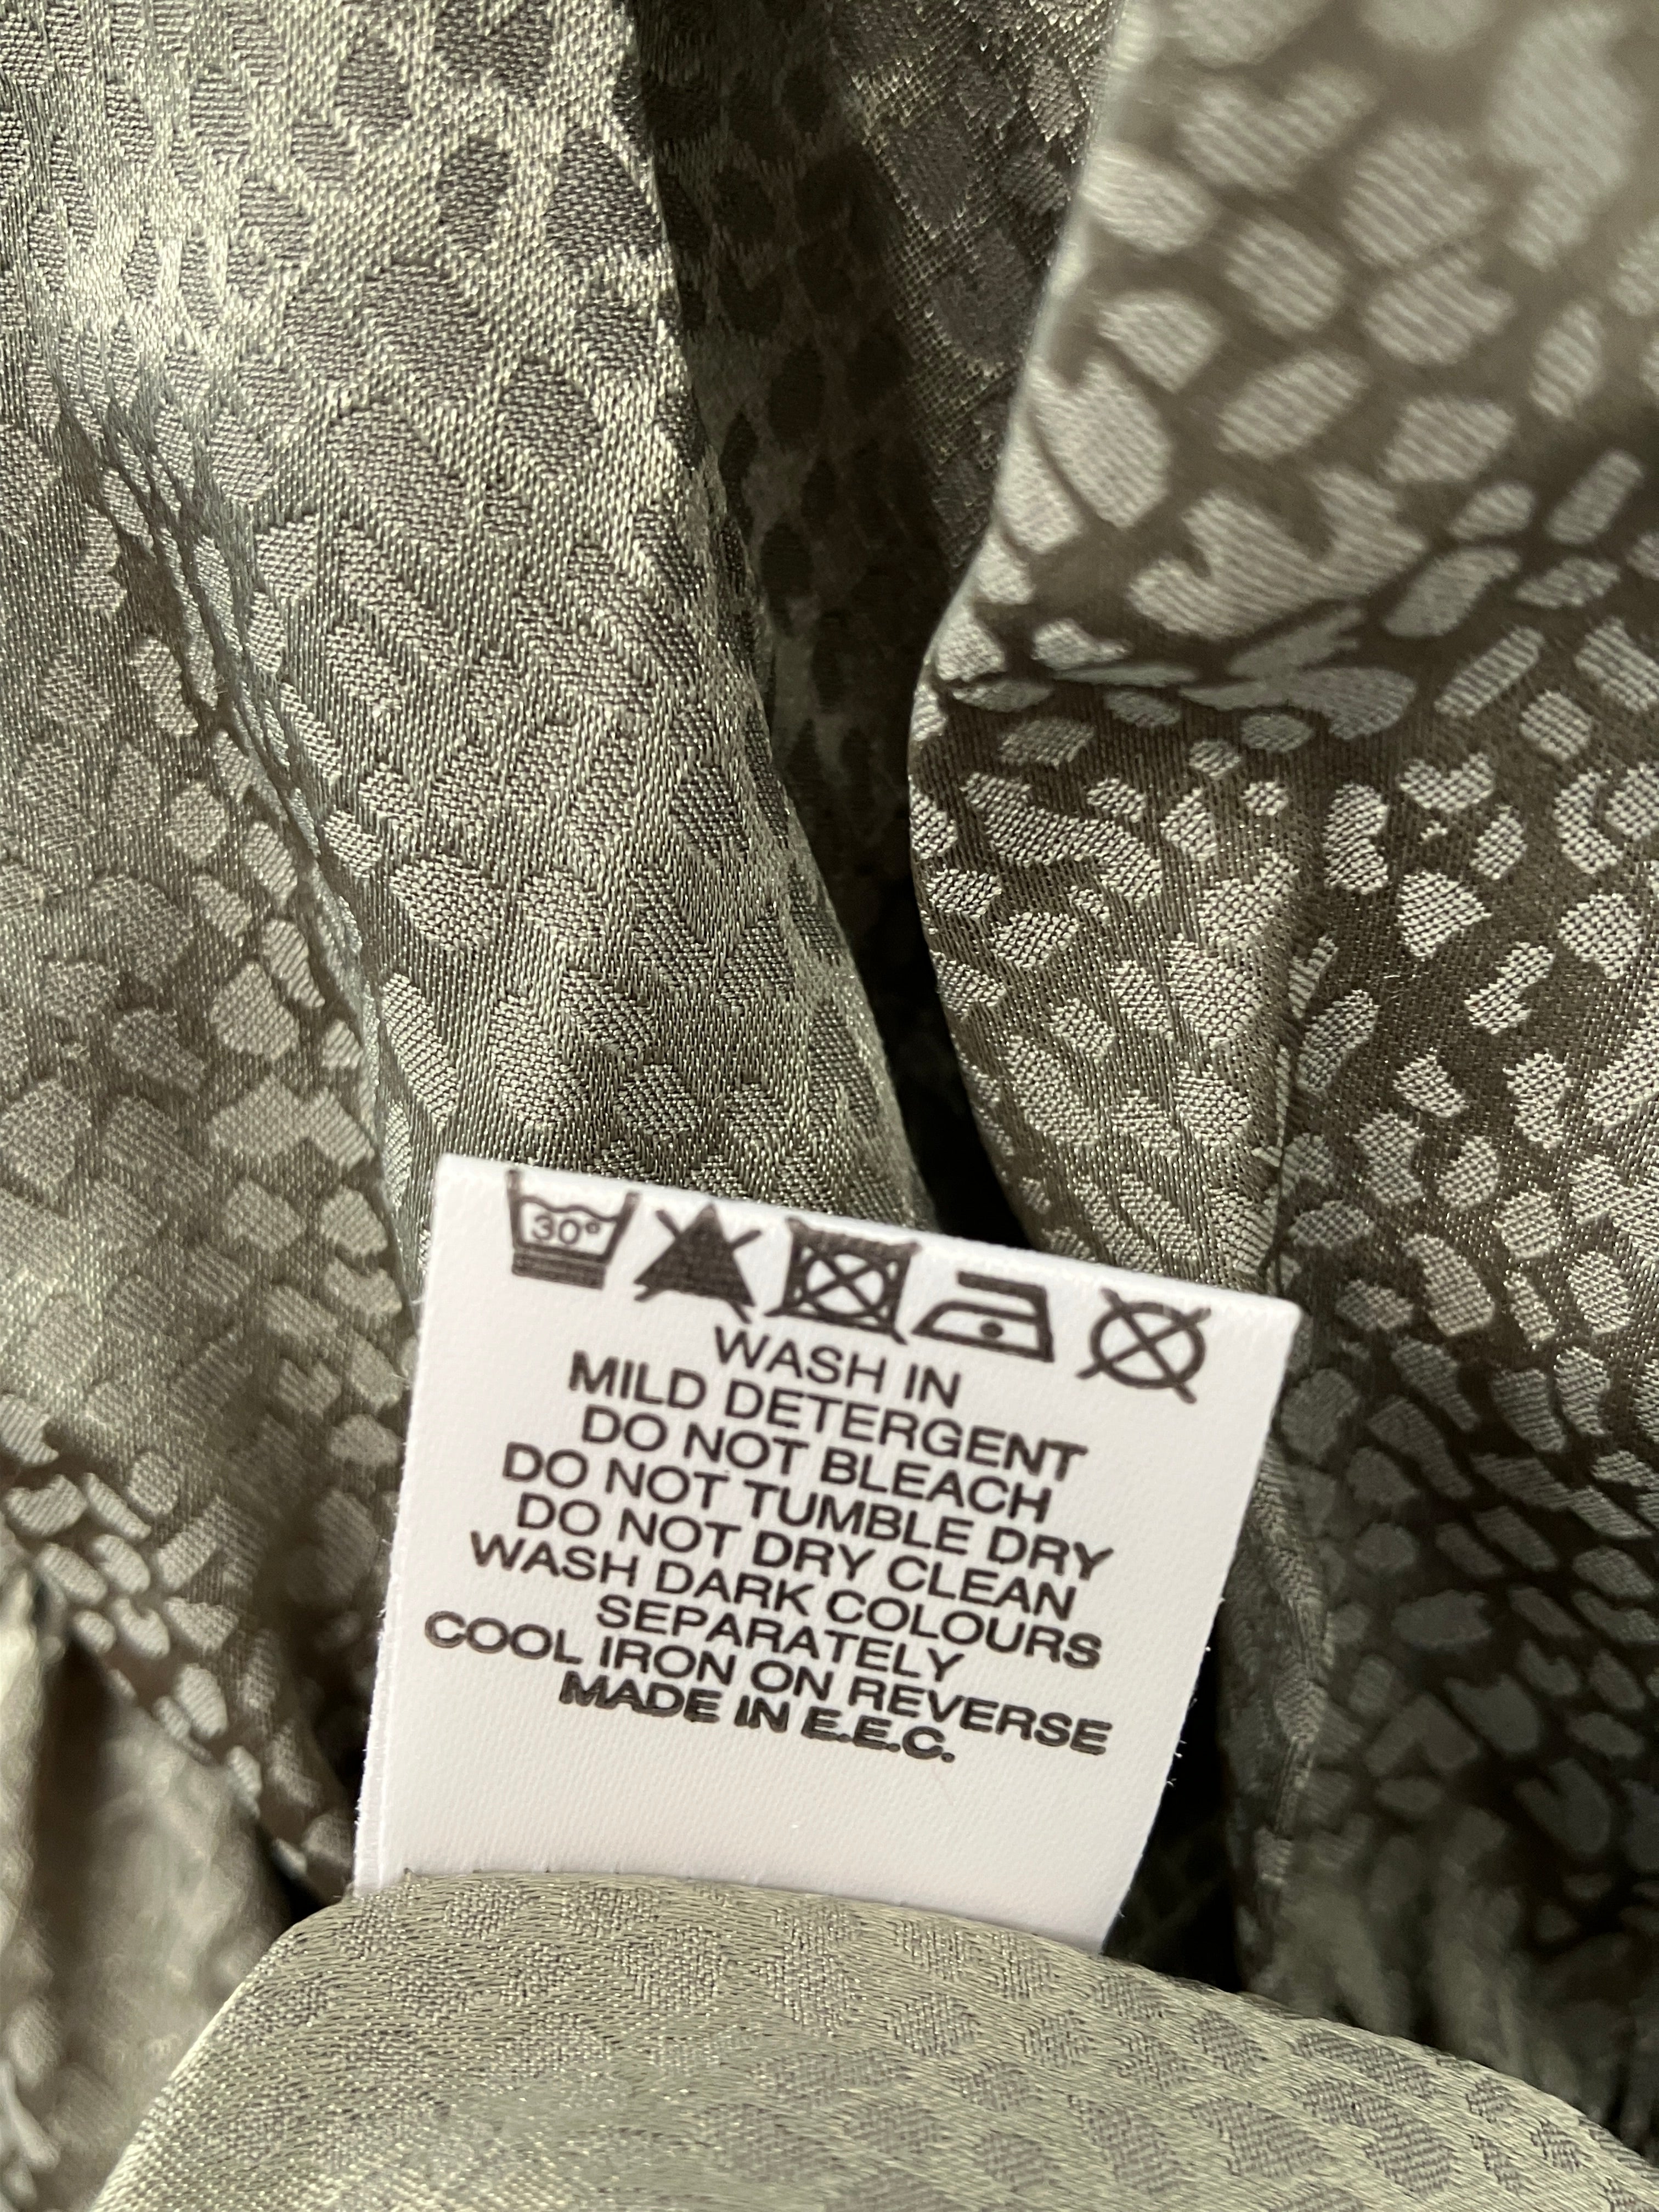 30°
WASH IN
MILD DETERGENT
DO NOT BLEACH
DO NOT TUMBLE DRY
DO NOT DRY CLEAN
WASH DARK COLOURS
SEPARATELY
COOL IRON ON REVERSE
MADE IN E.E.C.